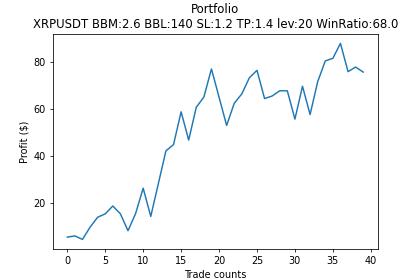 Portfolio
XRPUSDT BBM:2.6 BBL:140 SL:1.2 TP:1.4 lev:20 WinRatio:68.0
80
60
40
20
Profit ($)
0 5 10 15 20 25 30 35 40
Trade counts